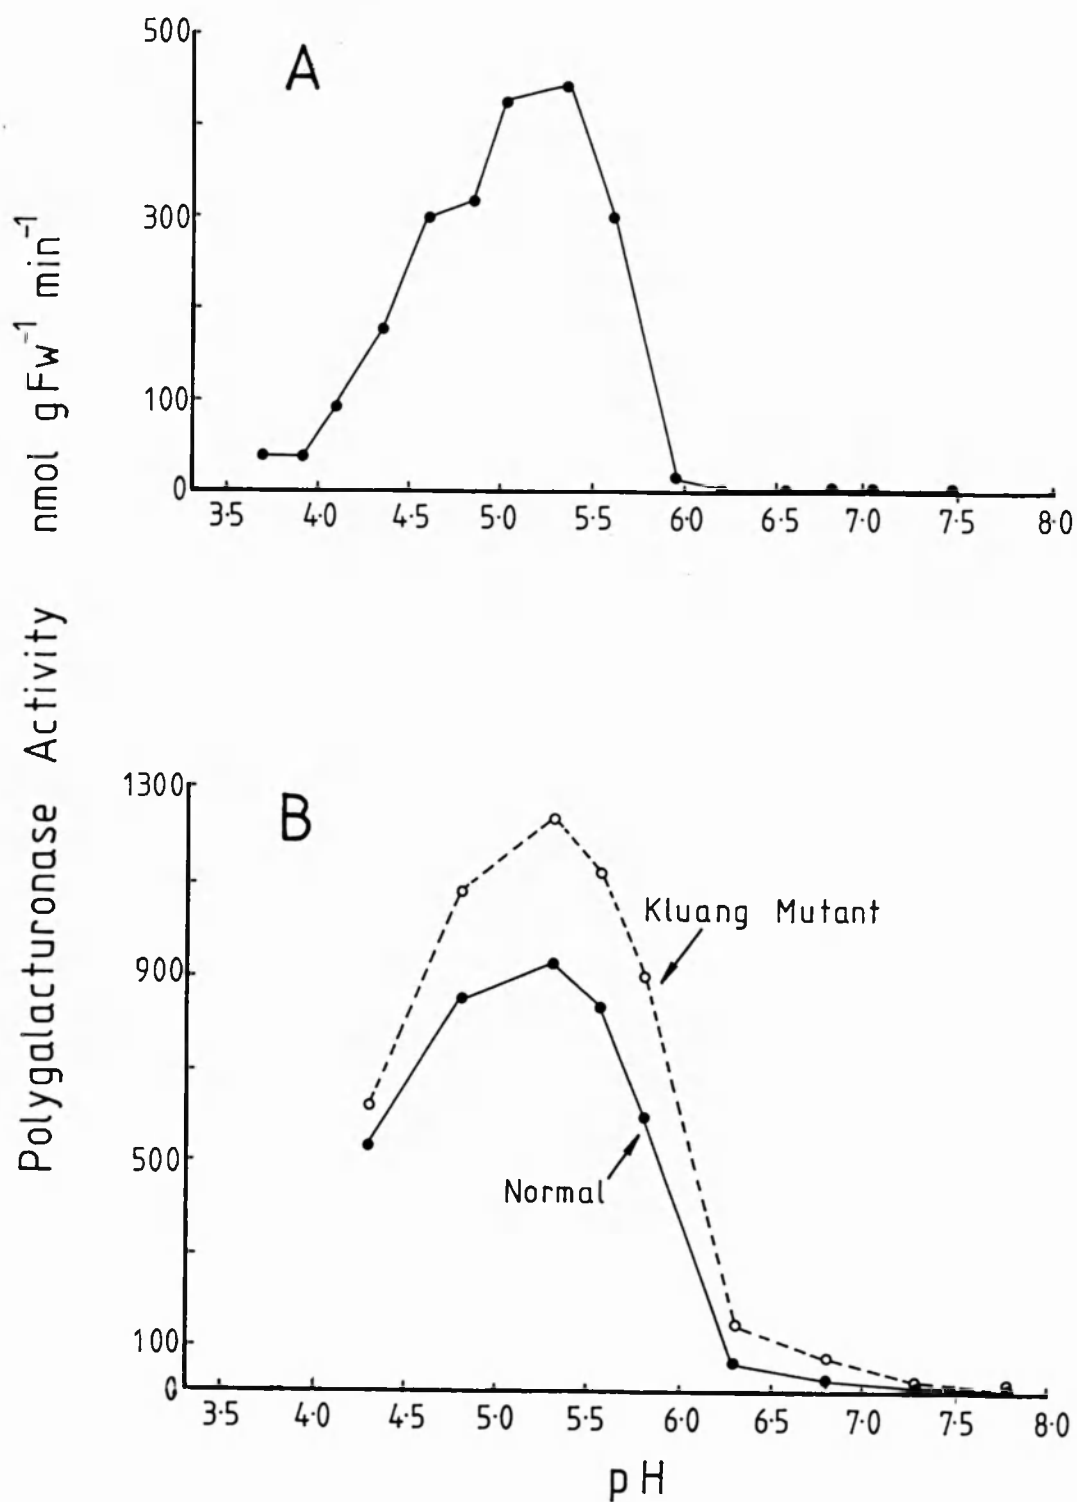 A
500
300
100
0
3·5 4·0 4·5 5·0 5·5 6·0 6·5 7·0 7·5 8·0
Polygalacturonase Activity nmol gFw⁻¹ min⁻¹
B
1300
900
500
100
0
Kluang Mutant
Normal
3·5 4·0 4·5 5·0 5·5 6·0 6·5 7·0 7·5 8·0
pH